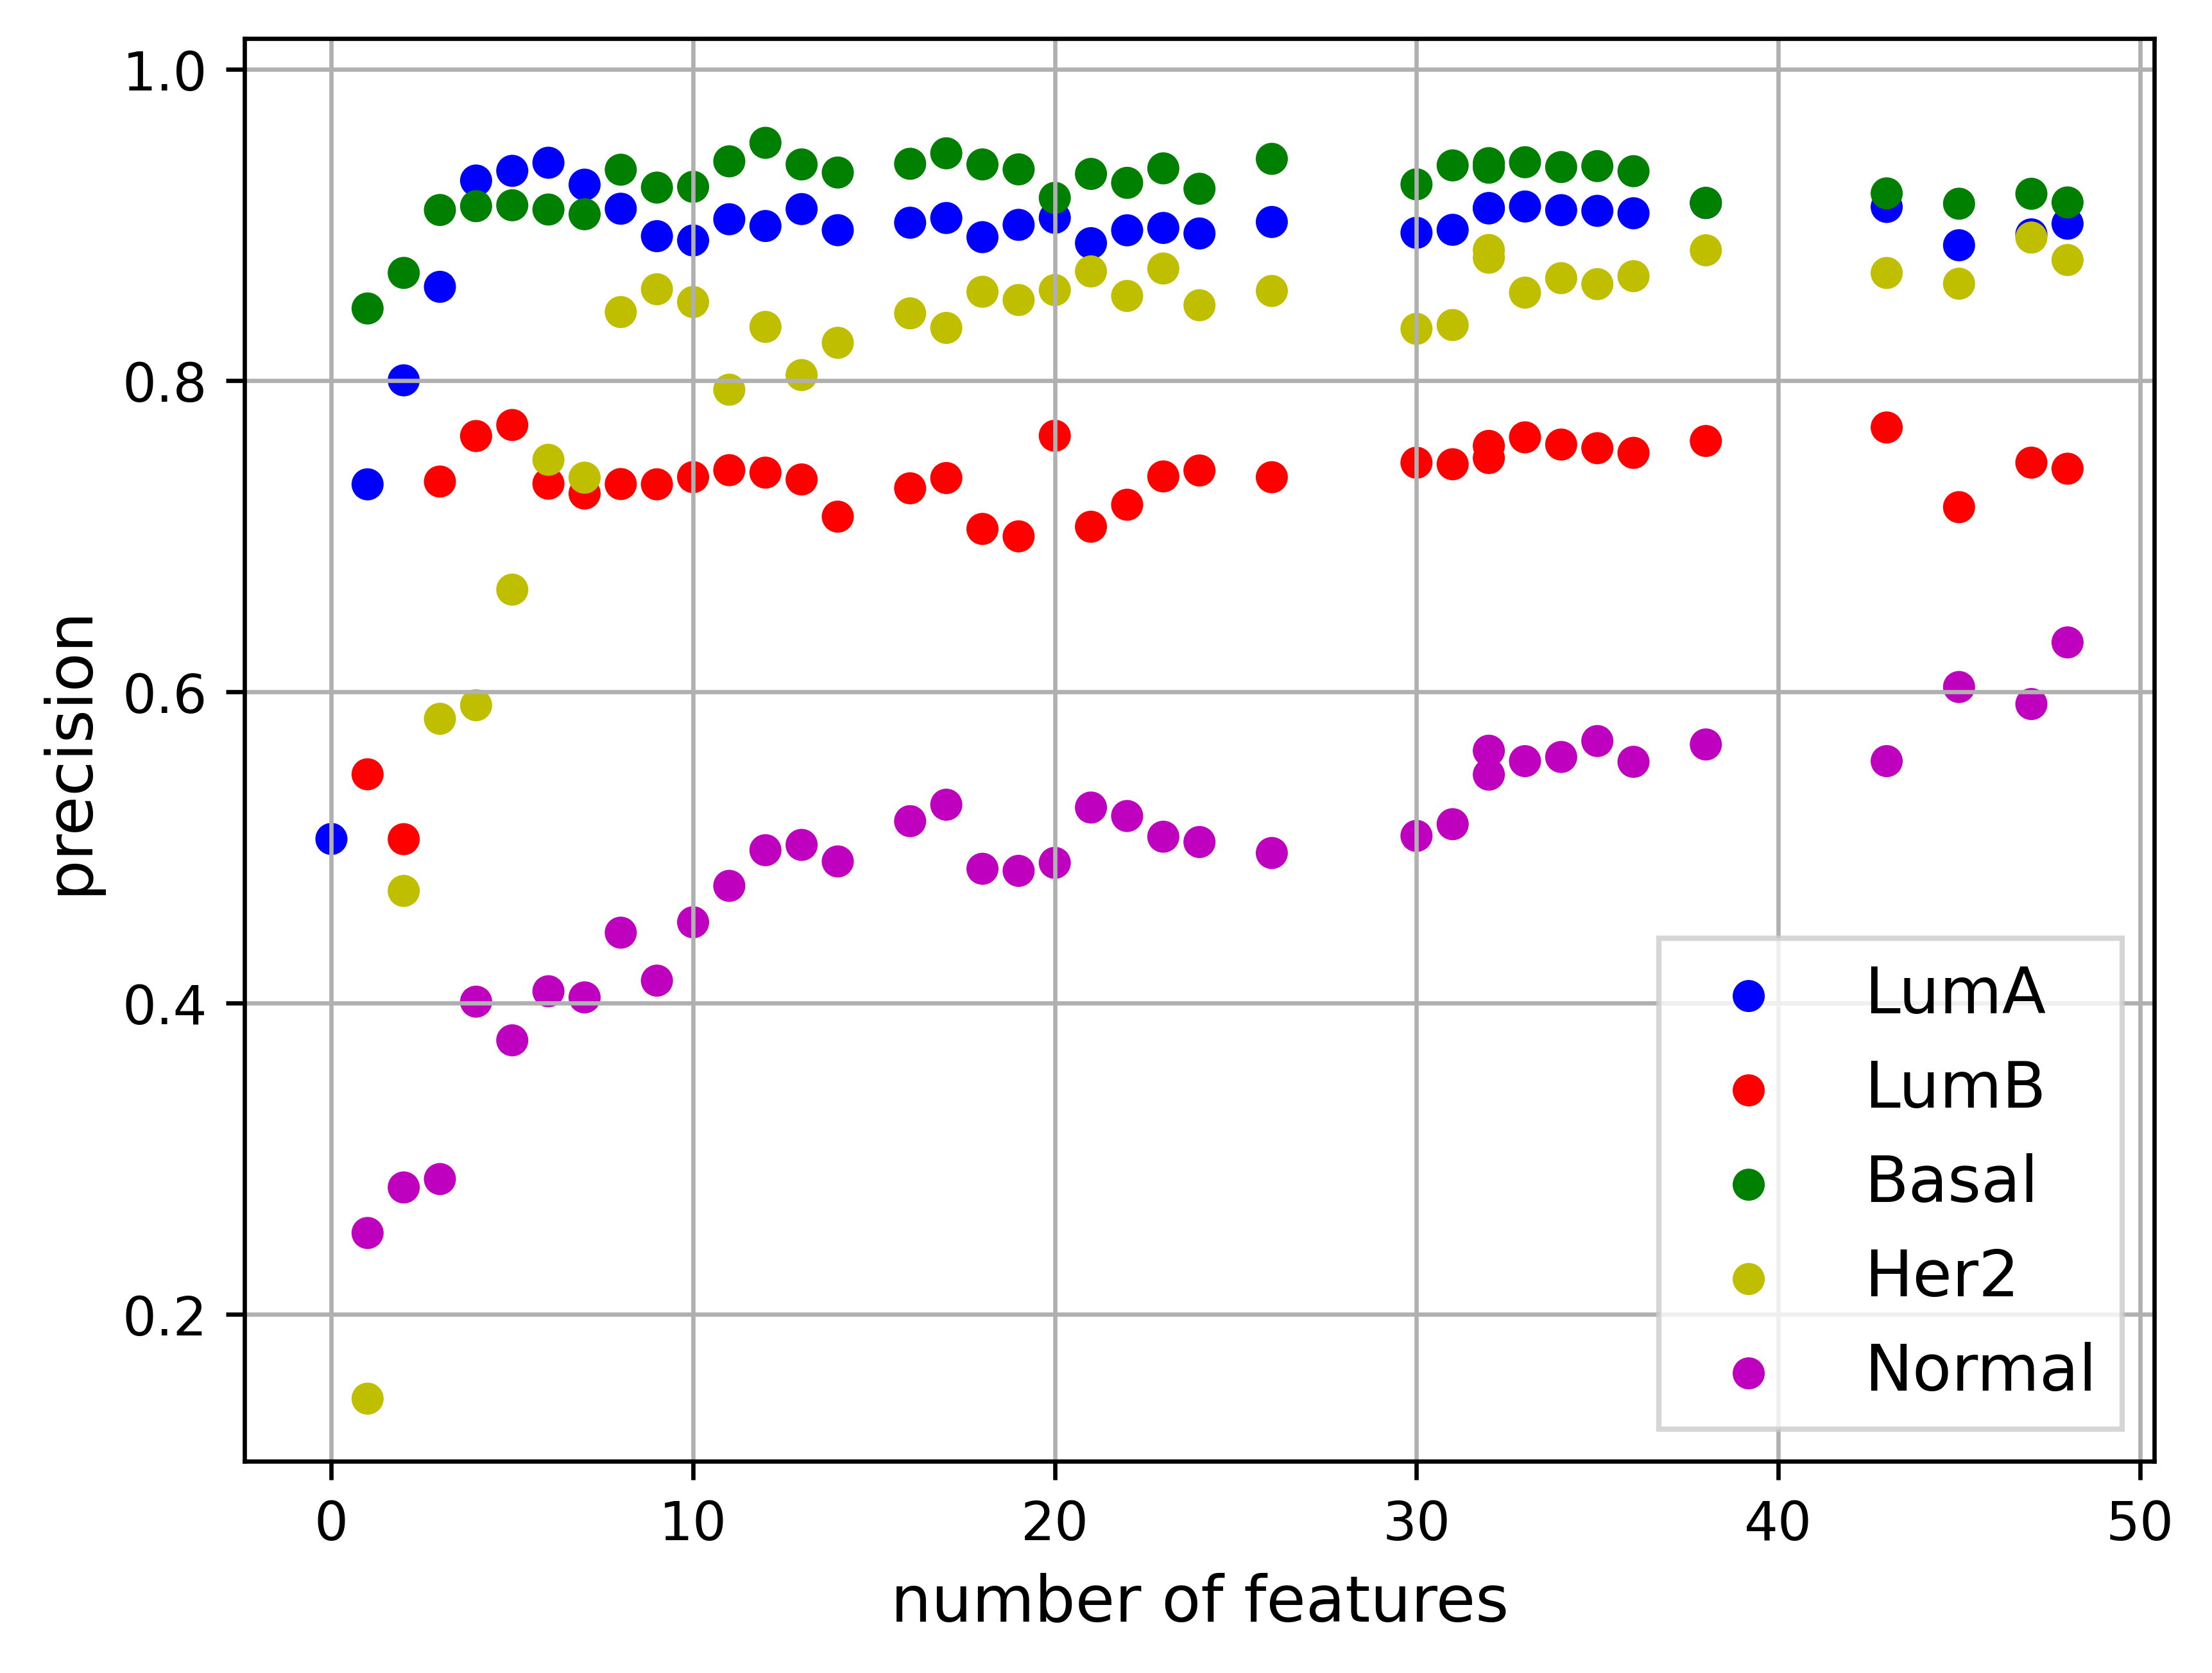 1.0
0.8
0.6
0.4
0.2
precision
0 10 20 30 40 50
number of features
LumA
LumB
Basal
Her2
Normal